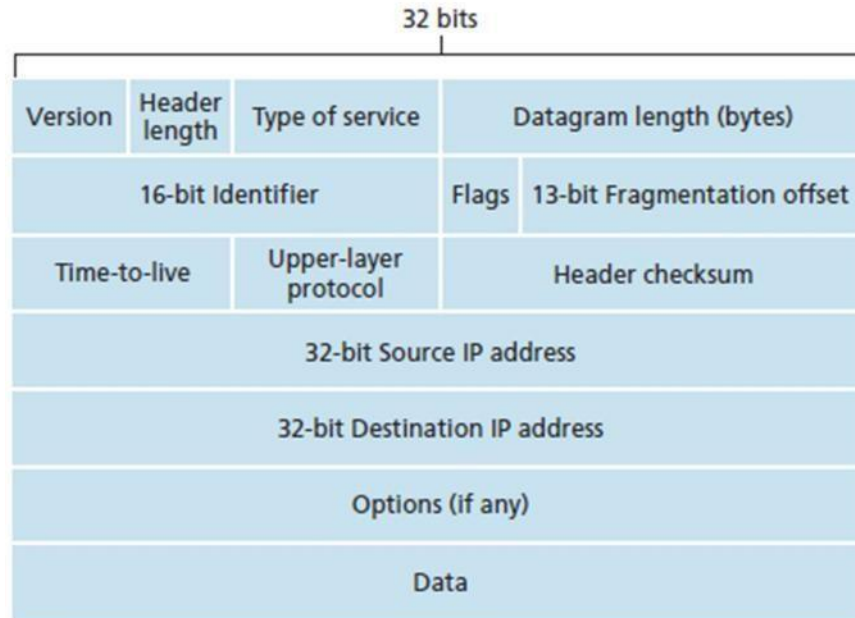 32 bits
Version
Header
length
Type of service
Datagram length (bytes)
16-bit Identifier
Flags
13-bit Fragmentation offset
Time-to-live
Upper-layer
protocol
Header checksum
32-bit Source IP address
32-bit Destination IP address
Options (if any)
Data